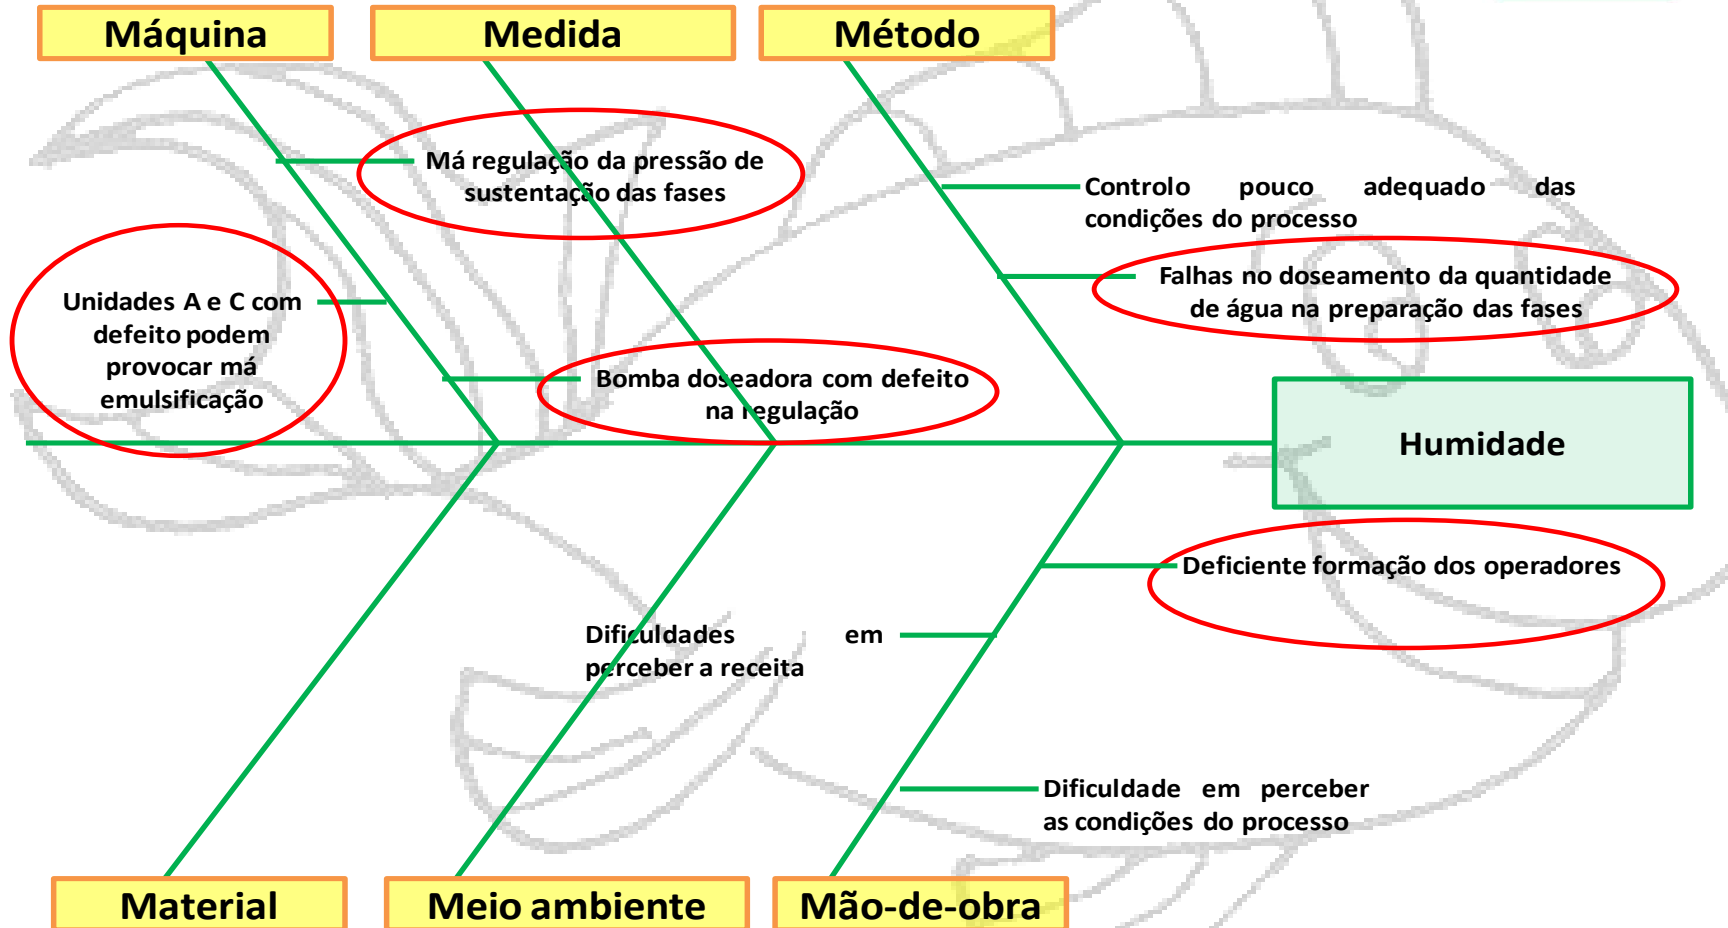 Máquina
Medida
Método
Má regulação da pressão de
sustentação das fases
Controlo pouco adequado das
condições do processo
Unidades A e C com
defeito podem
provocar má
emulsificação
Falhas no doseamento da quantidade
de água na preparação das fases
Bomba doseadora com defeito
na regulação
Humidade
Deficiente formação dos operadores
Dificuldades em
perceber a receita
Dificuldade em perceber
as condições do processo
Material
Meio ambiente
Mão-de-obra